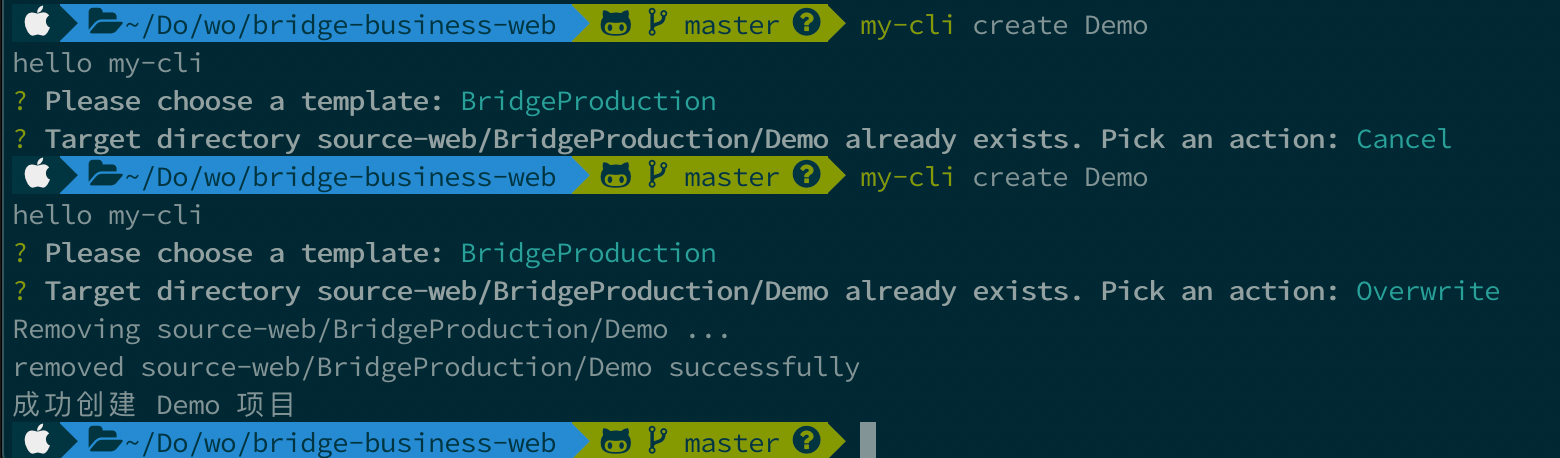 ~/Do/wo/bridge-business-web master ? my-cli create Demo
hello my-cli
? Please choose a template: BridgeProduction
? Target directory source-web/BridgeProduction/Demo already exists. Pick an action: Cancel
~/Do/wo/bridge-business-web master ? my-cli create Demo
hello my-cli
? Please choose a template: BridgeProduction
? Target directory source-web/BridgeProduction/Demo already exists. Pick an action: Overwrite
Removing source-web/BridgeProduction/Demo ...
removed source-web/BridgeProduction/Demo successfully
成功创建 Demo 项目
~/Do/wo/bridge-business-web master ?